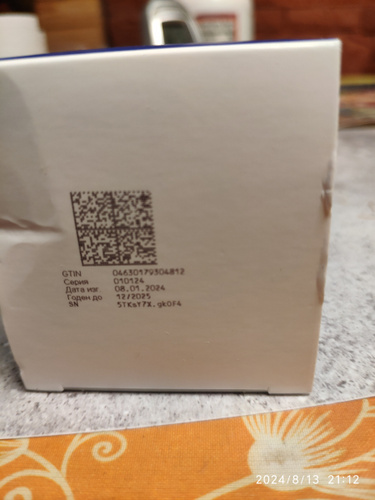 GTIN 04630179304812
Серия 010124
Дата изг. 08.01.2024
Годен до 12/2025
SN
2024/8/13 21:12